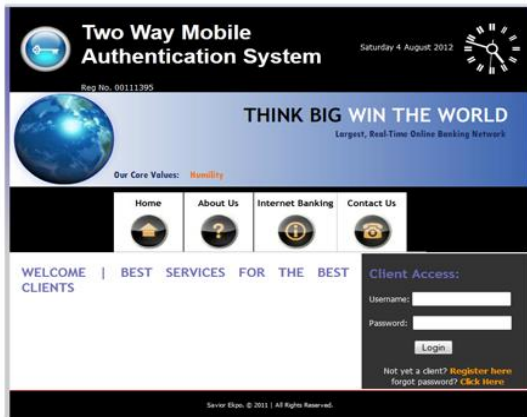 Two Way Mobile
Authentication System
Saturday 4 August 2012
Reg No. 00111395
THINK BIG WIN THE WORLD
Largest, Real-Time Online Banking Network
Our Core Values: Humility
Home About Us Internet Banking Contact Us
WELCOME | BEST SERVICES FOR THE BEST
CLIENTS
Client Access:
Username:
Password:
Login
Not yet a client? Register here
forgot password? Click Here
Savior Ekpo. © 2011 | All Rights Reserved.